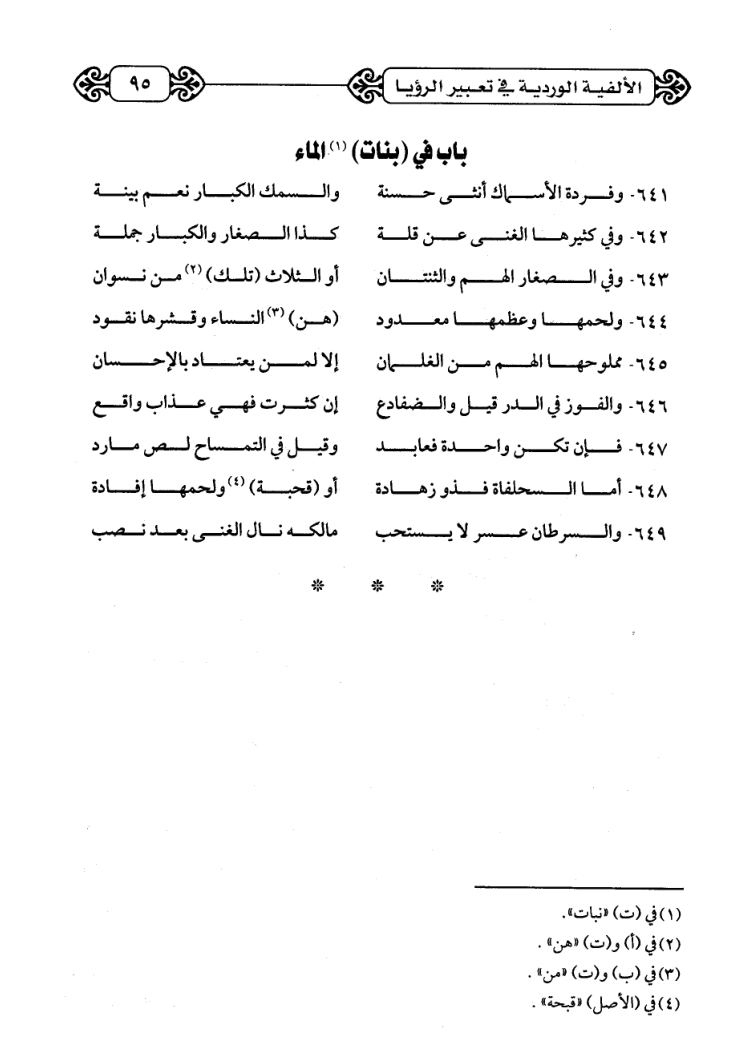 الألفية الوردية في تعبير الرؤيا ٩٥
باب في (بنات) (١) الماء
٦٤١- وفردة الأسماك أنثى حسنة والسمك الكبار نعم بينة
٦٤٢- وفي كثيرها الغنى عن قلة كذا الصغار والكبار جملة
٦٤٣- وفي الصغار الهم والثنتان أو الثلاث (تلك) (٢) من نسوان
٦٤٤- ولحمها وعظمها معدود (هن) (٣) النساء وقشرها نقود
٦٤٥- مملوحها الهم من الغلمان إلا لمن يعتاد بالإحسان
٦٤٦- والفوز في الدر قيل والضفادع إن كثرت فهي عذاب واقع
٦٤٧- فإن تكن واحدة فعابد وقيل في التمساح لص مارد
٦٤٨- أما السحلفاة فذو زهادة أو (قحبة) (٤) ولحمها إفادة
٦٤٩- والسرطان عسر لا يستحب مالكه نال الغنى بعد نصب
* * *
(١) في (ت) «نبات».
(٢) في (أ) و(ت) «هن» .
(٣) في (ب) و(ت) «من» .
(٤) في (الأصل) «قبحة» .